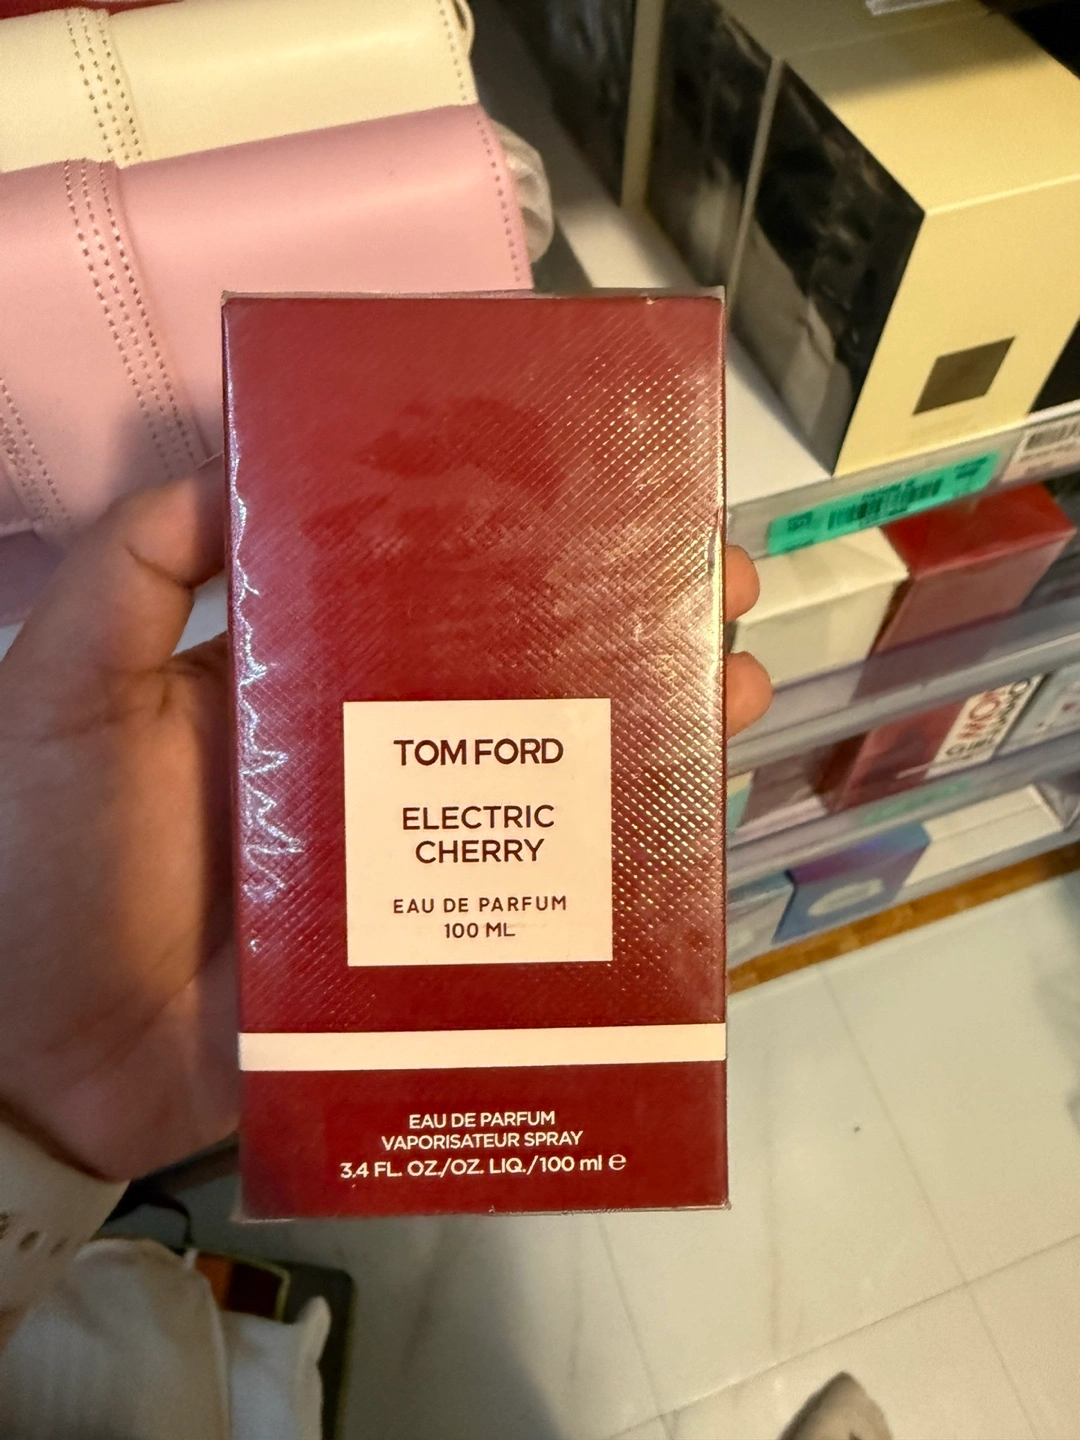 TOM FORD
ELECTRIC
CHERRY
EAU DE PARFUM
100 ML
EAU DE PARFUM
VAPORISATEUR SPRAY
3.4 FL. OZ./OZ. LIQ./100 ml ℮